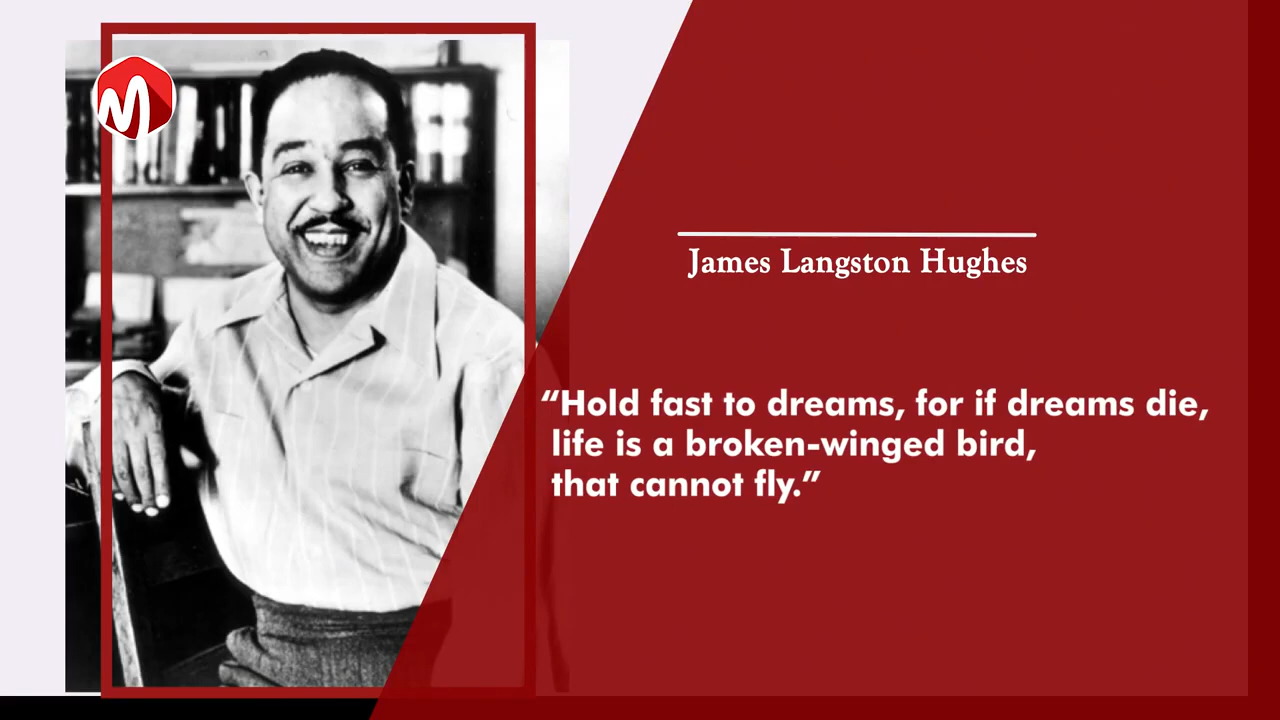 James Langston Hughes
“Hold fast to dreams, for if dreams die,
life is a broken-winged bird,
that cannot fly.”